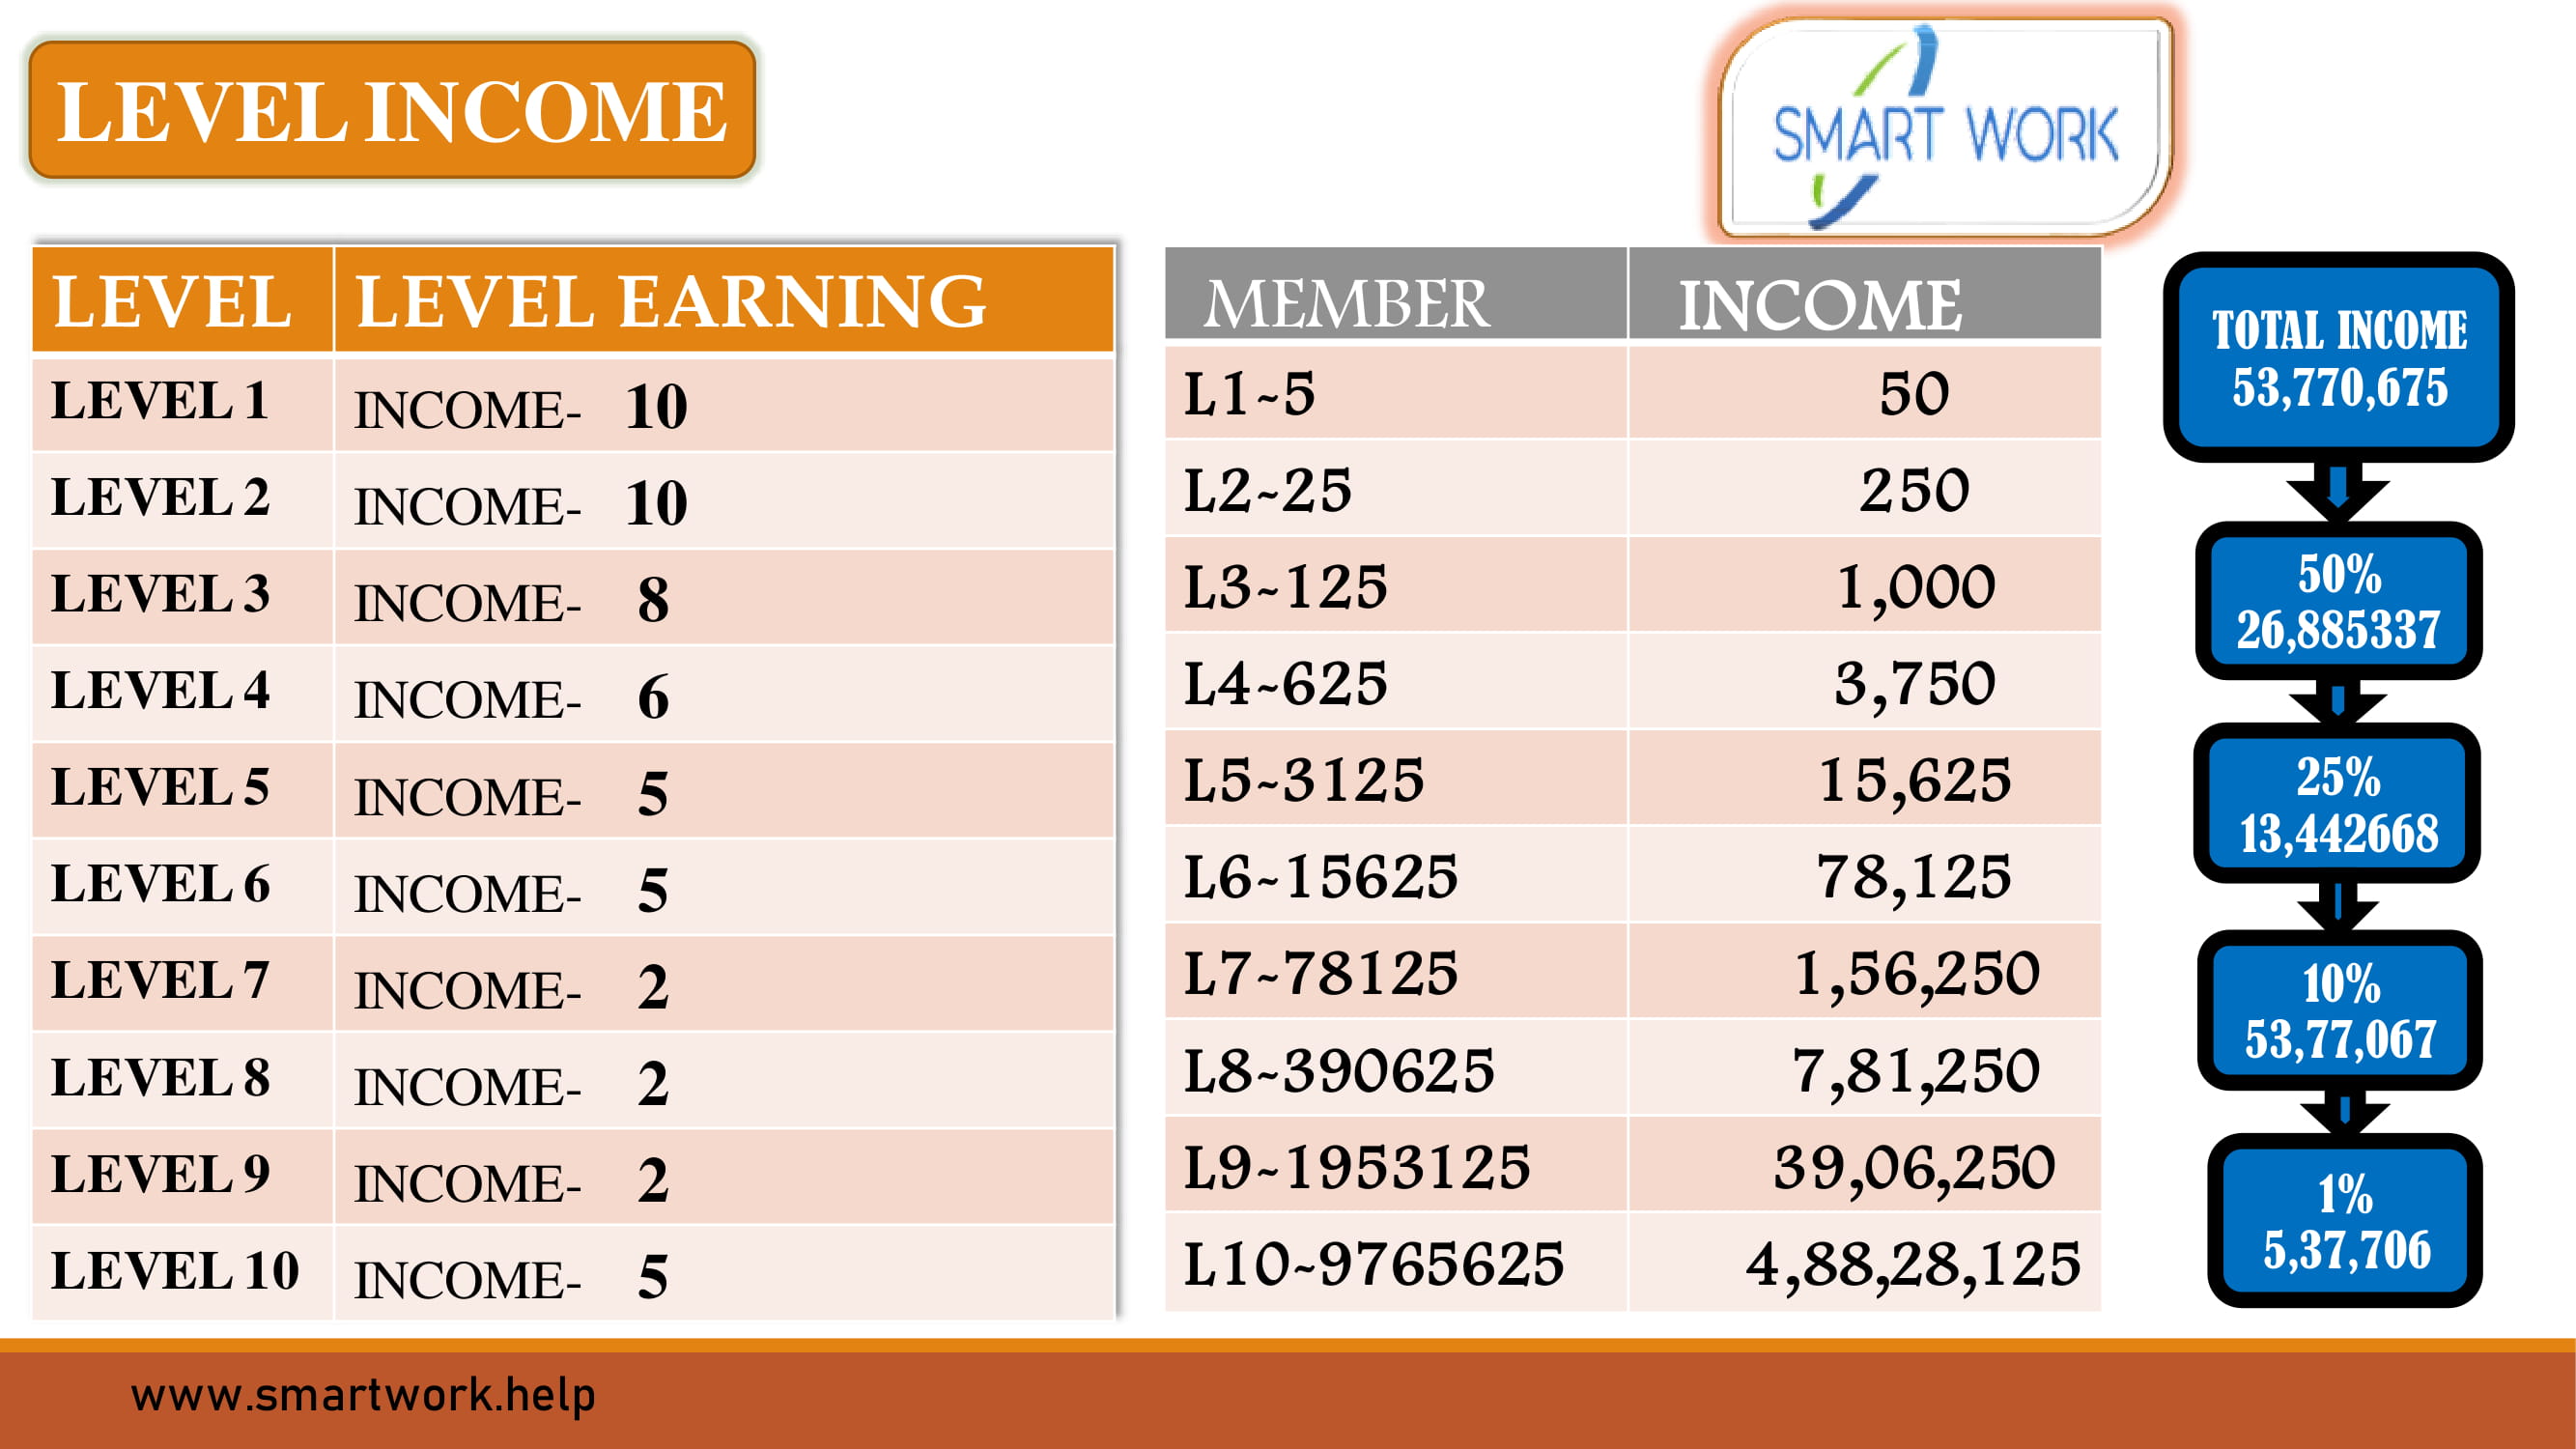 LEVEL INCOME
SMART WORK
LEVEL LEVEL EARNING
LEVEL 1 INCOME- 10
LEVEL 2 INCOME- 10
LEVEL 3 INCOME- 8
LEVEL 4 INCOME- 6
LEVEL 5 INCOME- 5
LEVEL 6 INCOME- 5
LEVEL 7 INCOME- 2
LEVEL 8 INCOME- 2
LEVEL 9 INCOME- 2
LEVEL 10 INCOME- 5
MEMBER INCOME
L1~5 50
L2~25 250
L3~125 1,000
L4~625 3,750
L5~3125 15,625
L6~15625 78,125
L7~78125 1,56,250
L8~390625 7,81,250
L9~1953125 39,06,250
L10~9765625 4,88,28,125
TOTAL INCOME
53,770,675
50%
26,885337
25%
13,442668
10%
53,77,067
1%
5,37,706
www.smartwork.help